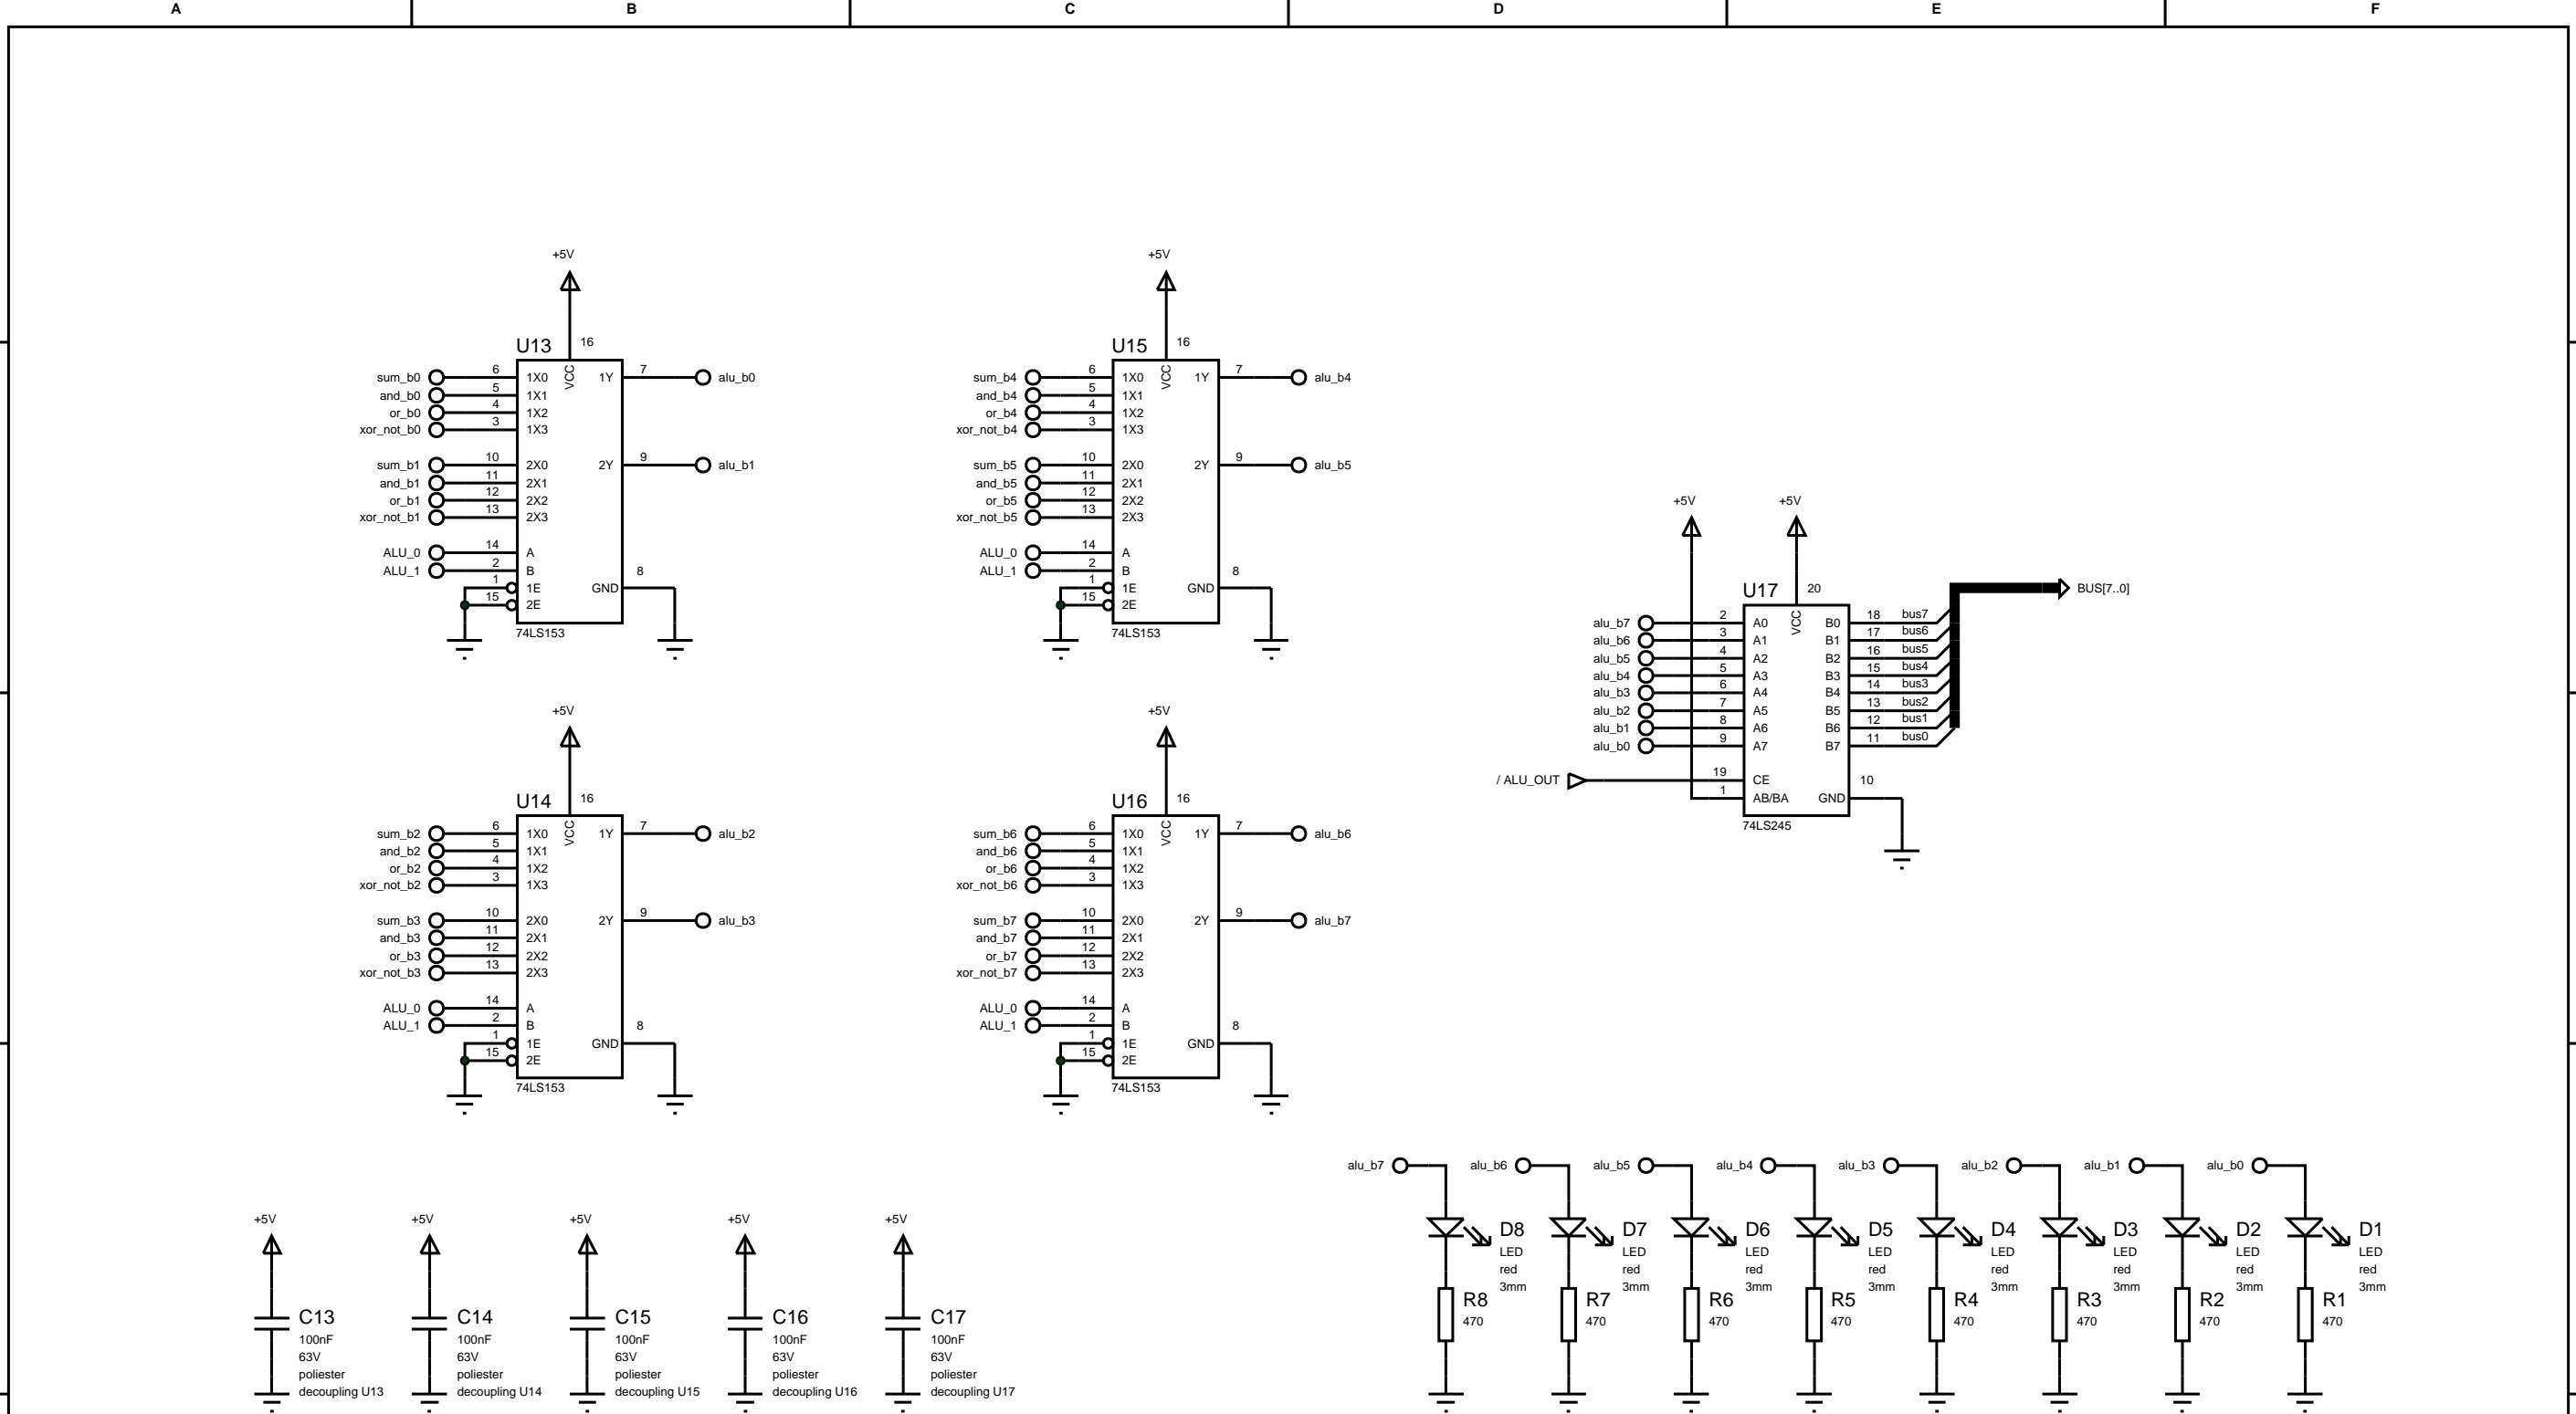 A B C D E F
+5V
U13
16
VCC
sum_b0 6 1X0 1Y 7 alu_b0
and_b0 5 1X1
or_b0 4 1X2
xor_not_b0 3 1X3
sum_b1 10 2X0 2Y 9 alu_b1
and_b1 11 2X1
or_b1 12 2X2
xor_not_b1 13 2X3
ALU_0 14 A
ALU_1 2 B 8
1 1E GND
15 2E
74LS153
+5V
U15
16
VCC
sum_b4 6 1X0 1Y 7 alu_b4
and_b4 5 1X1
or_b4 4 1X2
xor_not_b4 3 1X3
sum_b5 10 2X0 2Y 9 alu_b5
and_b5 11 2X1
or_b5 12 2X2
xor_not_b5 13 2X3
ALU_0 14 A
ALU_1 2 B 8
1 1E GND
15 2E
74LS153
+5V +5V
U17
20
VCC
BUS[7..0]
alu_b7 2 A0 B0 18 bus7
alu_b6 3 A1 B1 17 bus6
alu_b5 4 A2 B2 16 bus5
alu_b4 5 A3 B3 15 bus4
alu_b3 6 A4 B4 14 bus3
alu_b2 7 A5 B5 13 bus2
alu_b1 8 A6 B6 12 bus1
alu_b0 9 A7 B7 11 bus0
/ ALU_OUT 19 CE 10
1 AB/BA GND
74LS245
+5V
U14
16
VCC
sum_b2 6 1X0 1Y 7 alu_b2
and_b2 5 1X1
or_b2 4 1X2
xor_not_b2 3 1X3
sum_b3 10 2X0 2Y 9 alu_b3
and_b3 11 2X1
or_b3 12 2X2
xor_not_b3 13 2X3
ALU_0 14 A
ALU_1 2 B 8
1 1E GND
15 2E
74LS153
+5V
U16
16
VCC
sum_b6 6 1X0 1Y 7 alu_b6
and_b6 5 1X1
or_b6 4 1X2
xor_not_b6 3 1X3
sum_b7 10 2X0 2Y 9 alu_b7
and_b7 11 2X1
or_b7 12 2X2
xor_not_b7 13 2X3
ALU_0 14 A
ALU_1 2 B 8
1 1E GND
15 2E
74LS153
alu_b7 alu_b6 alu_b5 alu_b4 alu_b3 alu_b2 alu_b1 alu_b0
D8 D7 D6 D5 D4 D3 D2 D1
LED LED LED LED LED LED LED LED
red red red red red red red red
3mm 3mm 3mm 3mm 3mm 3mm 3mm 3mm
R8 R7 R6 R5 R4 R3 R2 R1
470 470 470 470 470 470 470 470
+5V +5V +5V +5V +5V
C13 C14 C15 C16 C17
100nF 100nF 100nF 100nF 100nF
63V 63V 63V 63V 63V
poliester poliester poliester poliester poliester
decoupling U13 decoupling U14 decoupling U15 decoupling U16 decoupling U17